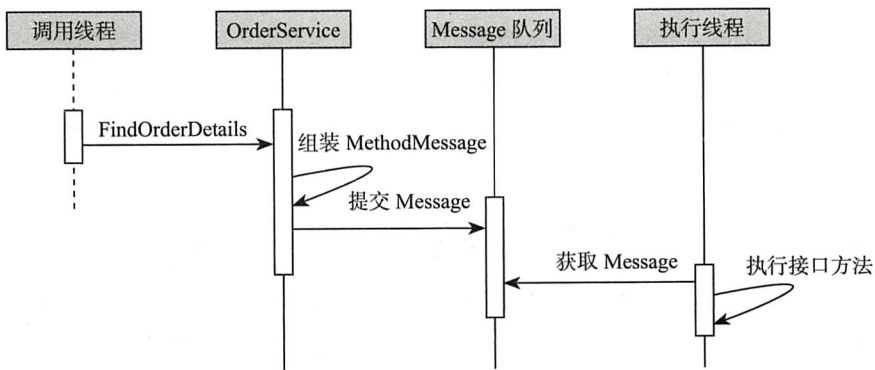 调用线程
OrderService
Message 队列
执行线程
FindOrderDetails
组装 MethodMessage
提交 Message
获取 Message
执行接口方法